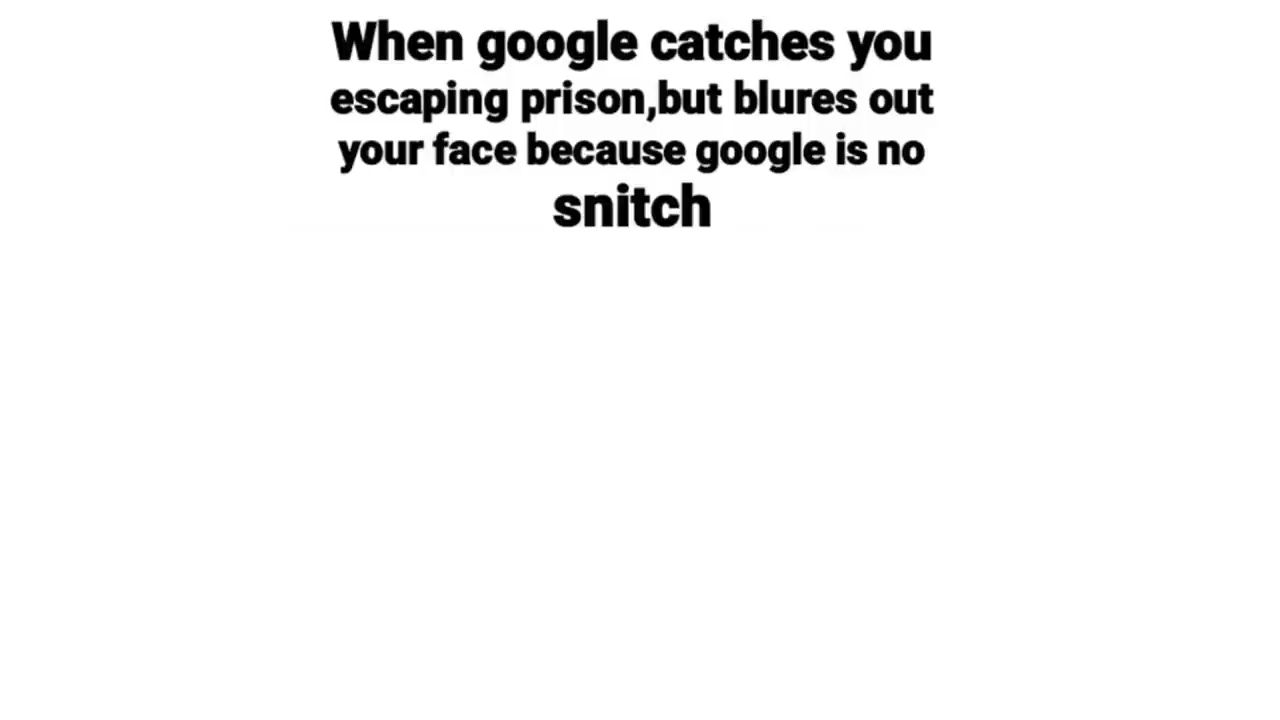 When google catches you
escaping prison,but blures out
your face because google is no
snitch